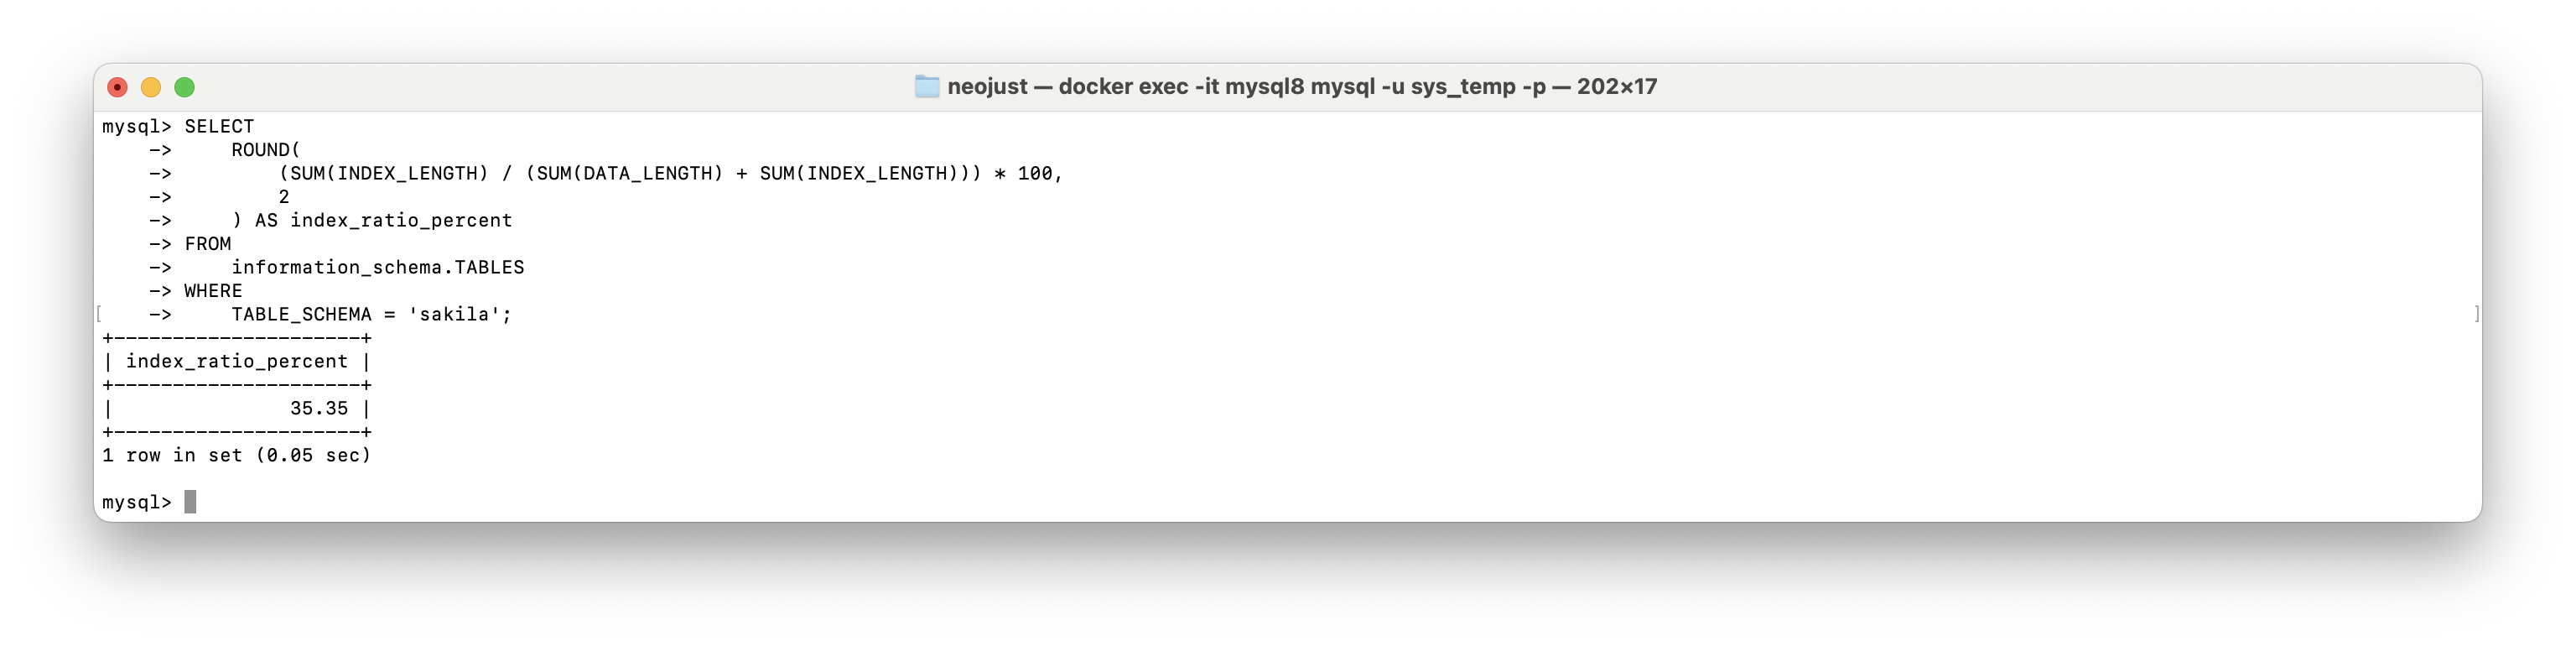 neojust — docker exec -it mysql8 mysql -u sys_temp -p — 202×17
mysql> SELECT
    ->     ROUND(
    ->         (SUM(INDEX_LENGTH) / (SUM(DATA_LENGTH) + SUM(INDEX_LENGTH))) * 100,
    ->         2
    ->     ) AS index_ratio_percent
    -> FROM
    ->     information_schema.TABLES
    -> WHERE
[    ->     TABLE_SCHEMA = 'sakila'; ]
+---------------------+
| index_ratio_percent |
+---------------------+
|               35.35 |
+---------------------+
1 row in set (0.05 sec)
mysql>